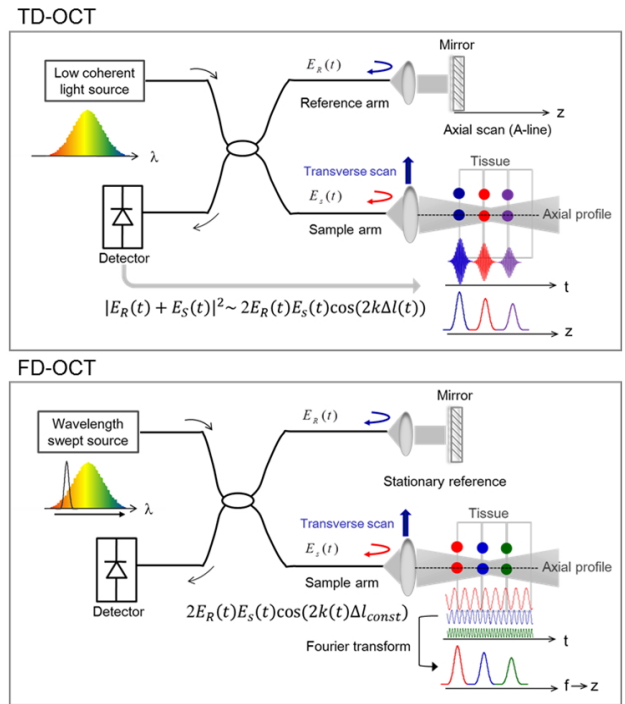 TD-OCT
Low coherent
light source
λ
Detector
E_R(t)
Reference arm
Mirror
z
Axial scan (A-line)
Transverse scan
E_s(t)
Sample arm
Tissue
Axial profile
t
|E_R(t) + E_S(t)|²~ 2E_R(t)E_S(t)cos(2kΔl(t))
z
FD-OCT
Wavelength
swept source
λ
Detector
E_R(t)
Mirror
Stationary reference
Transverse scan
E_s(t)
Sample arm
Tissue
Axial profile
2E_R(t)E_S(t)cos(2k(t)Δl_const)
t
Fourier transform
f→z